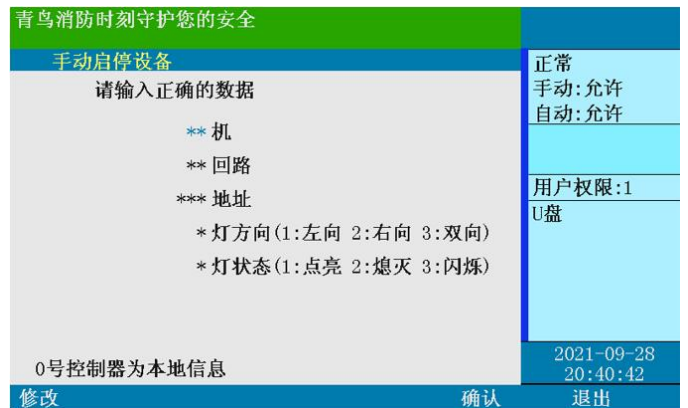 青鸟消防时刻守护您的安全
手动启停设备
请输入正确的数据
**机
**回路
***地址
*灯方向(1:左向 2:右向 3:双向)
*灯状态(1:点亮 2:熄灭 3:闪烁)
0号控制器为本地信息
正常
手动:允许
自动:允许
用户权限:1
U盘
2021-09-28
20:40:42
修改 确认 退出